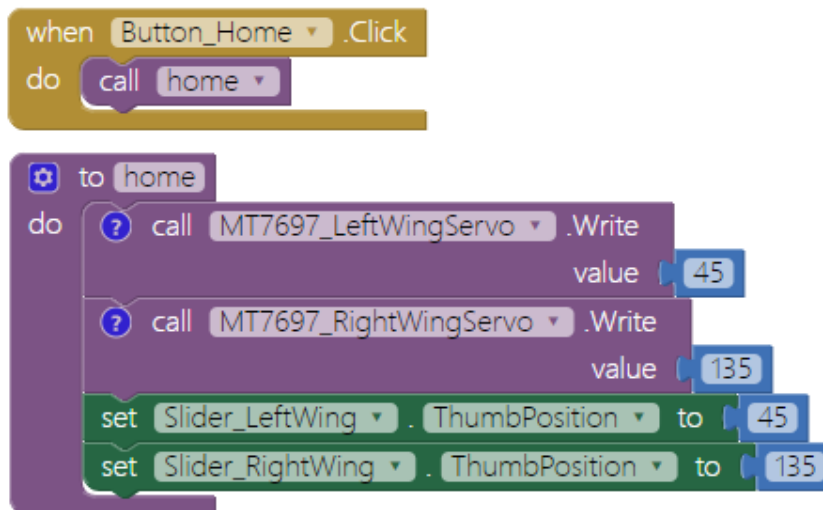 when Button_Home .Click
do call home
to home
do ? call MT7697_LeftWingServo .Write
value 45
? call MT7697_RightWingServo .Write
value 135
set Slider_LeftWing . ThumbPosition to 45
set Slider_RightWing . ThumbPosition to 135